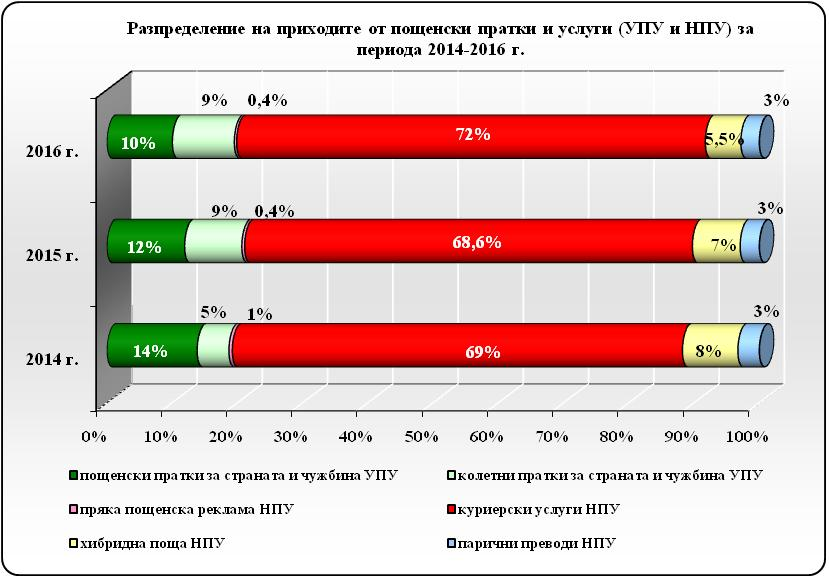 Разпределение на приходите от пощенски пратки и услуги (УПУ и НПУ) за
периода 2014-2016 г.
9% 0,4% 3%
2016 г. 10% 72% 5,5%
9% 0,4% 3%
2015 г. 12% 68,6% 7%
5% 1% 3%
2014 г. 14% 69% 8%
0% 10% 20% 30% 40% 50% 60% 70% 80% 90% 100%
пощенски пратки за страната и чужбина УПУ
колетни пратки за страната и чужбина УПУ
пряка пощенска реклама НПУ
куриерски услуги НПУ
хибридна поща НПУ
парични преводи НПУ